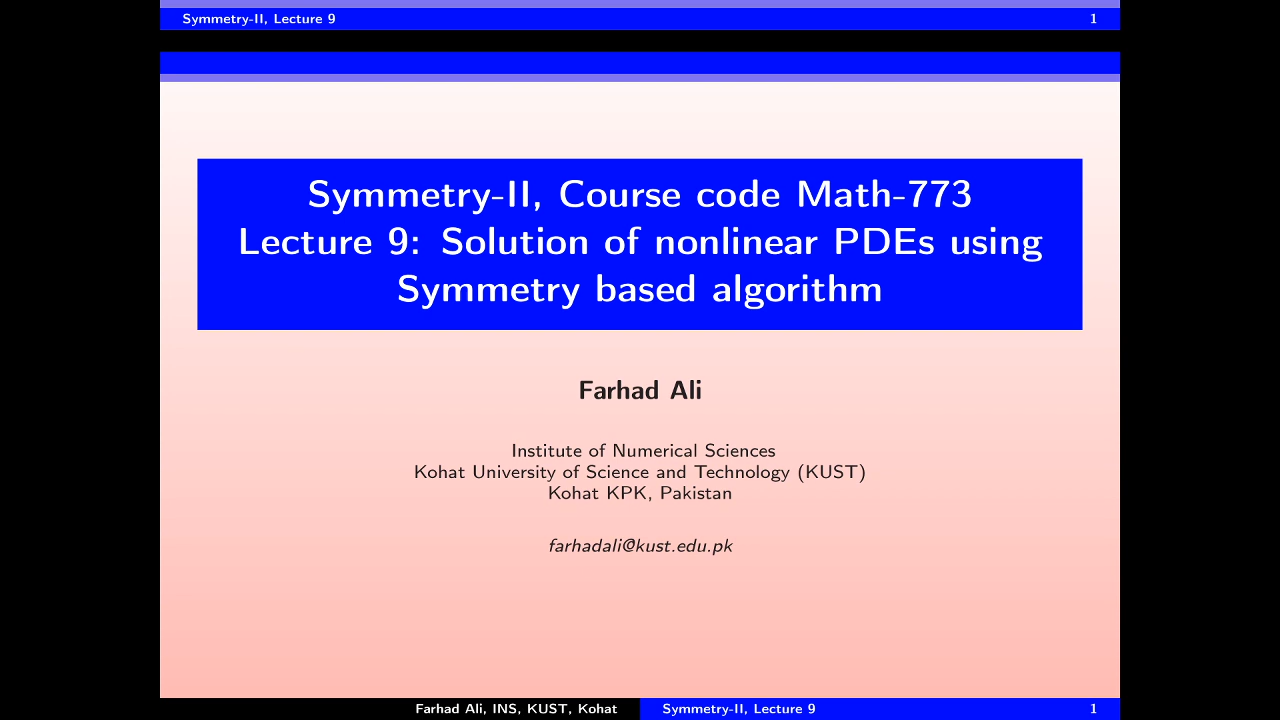 Symmetry-II, Lecture 9 1
Symmetry-II, Course code Math-773
Lecture 9: Solution of nonlinear PDEs using
Symmetry based algorithm
Farhad Ali
Institute of Numerical Sciences
Kohat University of Science and Technology (KUST)
Kohat KPK, Pakistan
farhadali@kust.edu.pk
Farhad Ali, INS, KUST, Kohat Symmetry-II, Lecture 9 1